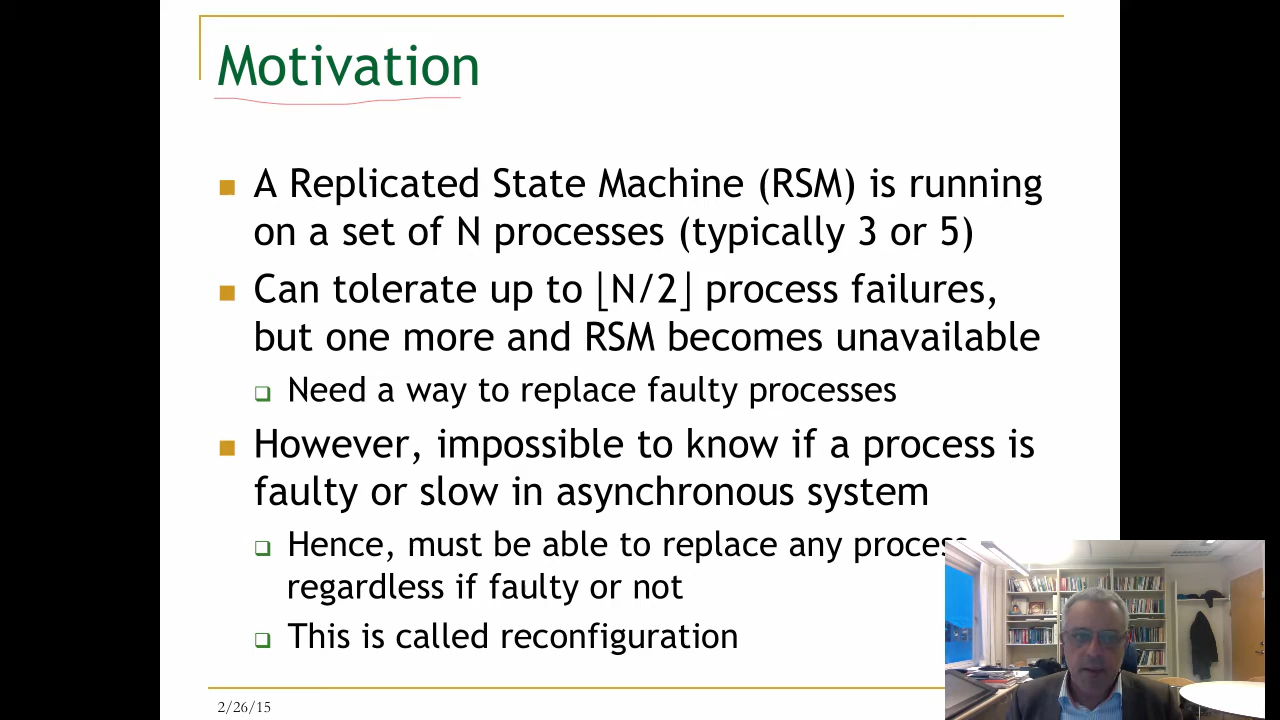 Motivation
A Replicated State Machine (RSM) is running
on a set of N processes (typically 3 or 5)
Can tolerate up to ⌊N/2⌋ process failures,
but one more and RSM becomes unavailable
Need a way to replace faulty processes
However, impossible to know if a process is
faulty or slow in asynchronous system
Hence, must be able to replace any process
regardless if faulty or not
This is called reconfiguration
2/26/15